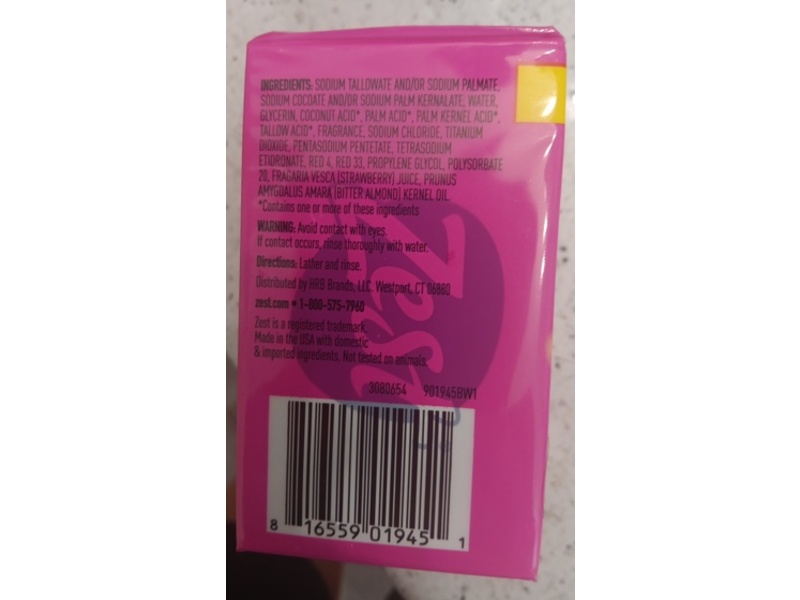 INGREDIENTS: SODIUM TALLOWATE AND/OR SODIUM PALMATE,
SODIUM COCOATE AND/OR SODIUM PALM KERNALATE, WATER,
GLYCERIN, COCONUT ACID*, PALM ACID*, PALM KERNEL ACID*,
TALLOW ACID*, FRAGRANCE, SODIUM CHLORIDE, TITANIUM
DIOXIDE, PENTASODIUM PENTETATE, TETRASODIUM
ETIDRONATE, RED 4, RED 33, PROPYLENE GLYCOL, POLYSORBATE
20, FRAGARIA VESCA (STRAWBERRY) JUICE, PRUNUS
AMYGDALUS AMARA (BITTER ALMOND) KERNEL OIL.
*Contains one or more of these ingredients
WARNING: Avoid contact with eyes.
If contact occurs, rinse thoroughly with water.
Directions: Lather and rinse.
Distributed by HRB Brands, LLC. Westport, CT 06880
zest.com • 1-800-575-7960
Zest is a registered trademark.
Made in the USA with domestic
& imported ingredients, Not tested on animals.
3080654 901945BW1
Zest
8 16559 01945 1